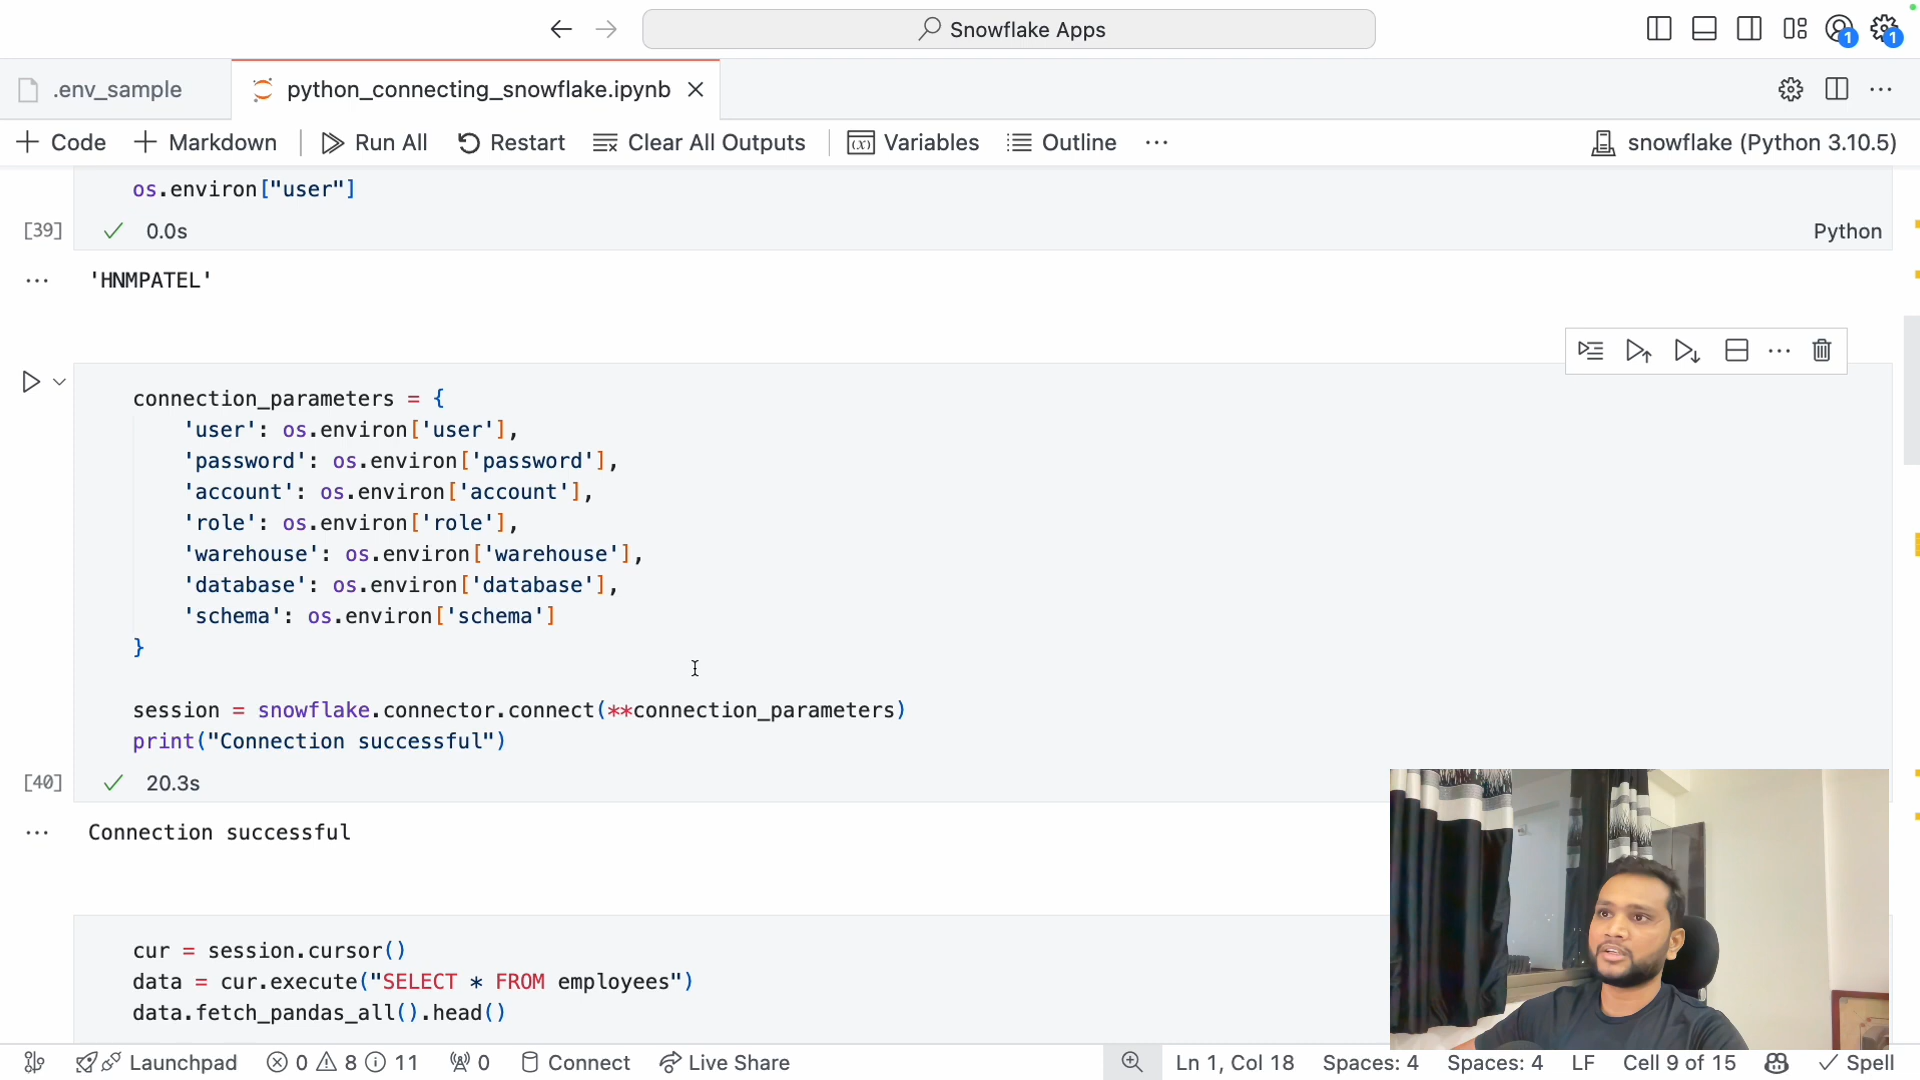 Snowflake Apps
1
1
.env_sample
python_connecting_snowflake.ipynb
Code
Markdown
Run All
Restart
Clear All Outputs
Variables
Outline
snowflake (Python 3.10.5)
os.environ["user"]
[39]
0.0s
Python
'HNMPATEL'
connection_parameters = {
'user': os.environ['user'],
'password': os.environ['password'],
'account': os.environ['account'],
'role': os.environ['role'],
'warehouse': os.environ['warehouse'],
'database': os.environ['database'],
'schema': os.environ['schema']
}
session = snowflake.connector.connect(**connection_parameters)
print("Connection successful")
[40]
20.3s
Connection successful
cur = session.cursor()
data = cur.execute("SELECT * FROM employees")
data.fetch_pandas_all().head()
Launchpad
0 8 11
0
Connect
Live Share
Ln 1, Col 18
Spaces: 4
Spaces: 4
LF
Cell 9 of 15
Spell